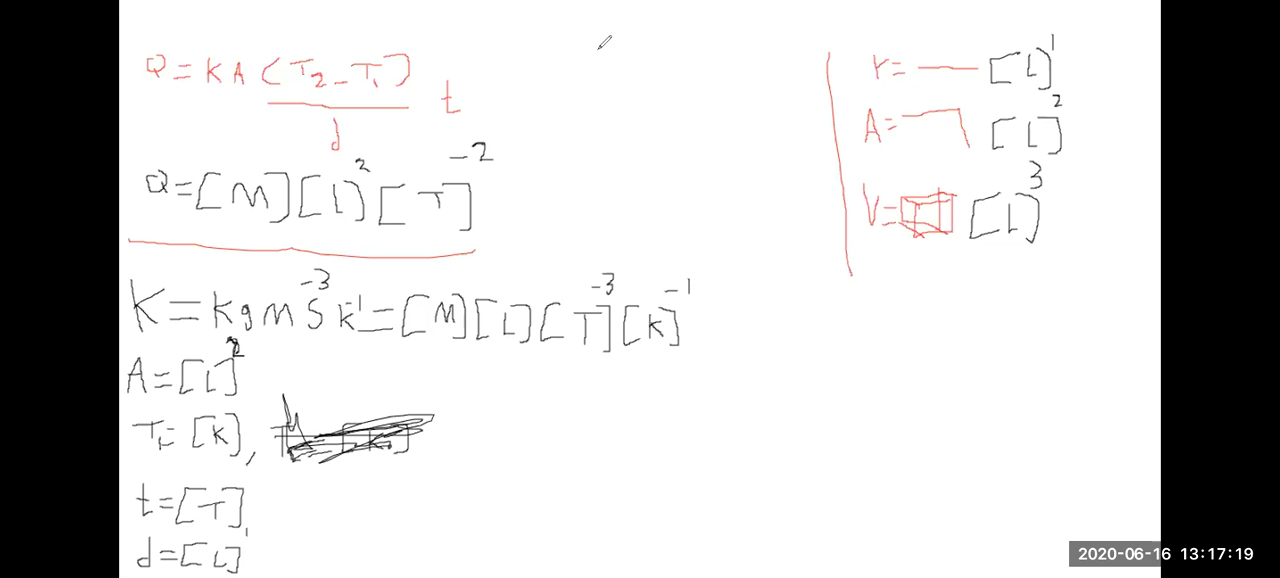 Q = K A (T₂ - T₁) t
d
Q = [M][L]² [T]⁻²
K = kg m S⁻³ k⁻¹ = [M][L][T]⁻³[K]⁻¹
A = [L]²
T₁ = [K],
t = [T]
d = [L]¹
r = [L]¹
A = [L]²
V = [L]³
2020-06-16 13:17:19